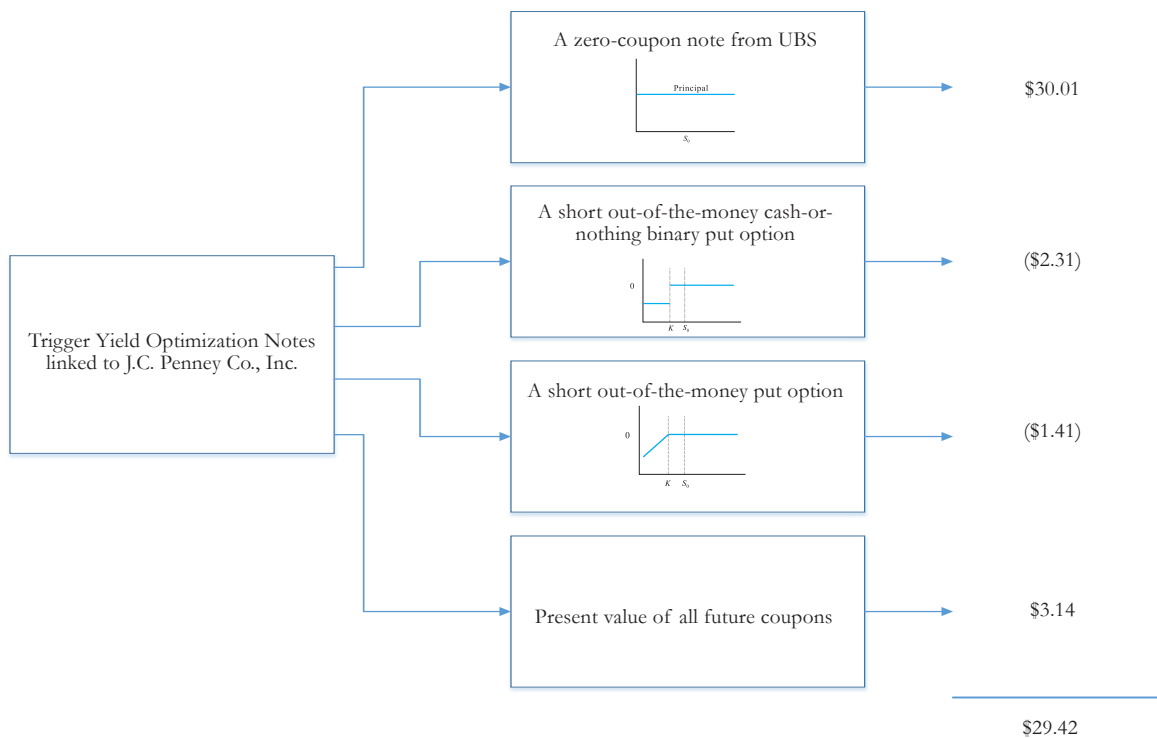 A zero-coupon note from UBS
Principal
S₀
$30.01
A short out-of-the-money cash-or-
nothing binary put option
0
K S₀
($2.31)
Trigger Yield Optimization Notes
linked to J.C. Penney Co., Inc.
A short out-of-the-money put option
0
K S₀
($1.41)
Present value of all future coupons
$3.14
$29.42